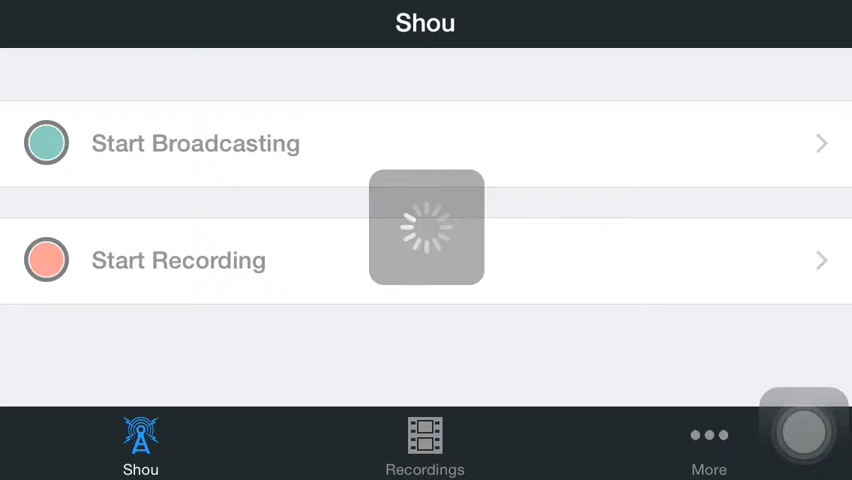 Shou
Start Broadcasting
Start Recording
Shou
Recordings
More